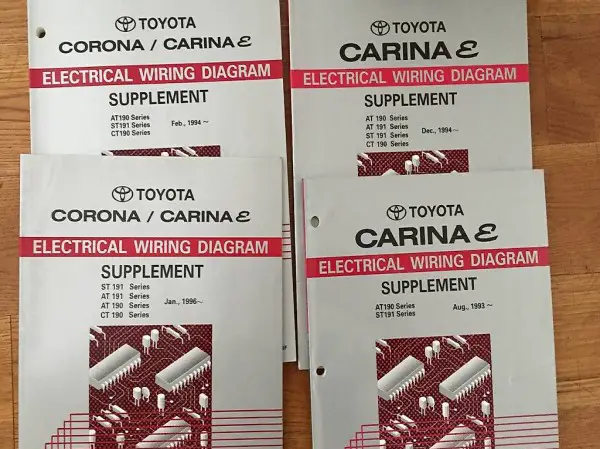 TOYOTA
CORONA / CARINA E
ELECTRICAL WIRING DIAGRAM
SUPPLEMENT
AT190 Series
ST191 Series
CT190 Series
Feb., 1994 ~
TOYOTA
CARINA E
ELECTRICAL WIRING DIAGRAM
SUPPLEMENT
AT 190 Series
AT 191 Series
ST 191 Series
CT 190 Series
Dec., 1994 ~
TOYOTA
CORONA / CARINA E
ELECTRICAL WIRING DIAGRAM
SUPPLEMENT
ST 191 Series
AT 191 Series
AT 190 Series
CT 190 Series
Jan., 1996 ~
TOYOTA
CARINA E
ELECTRICAL WIRING DIAGRAM
SUPPLEMENT
AT190 Series
ST191 Series
Aug., 1993 ~